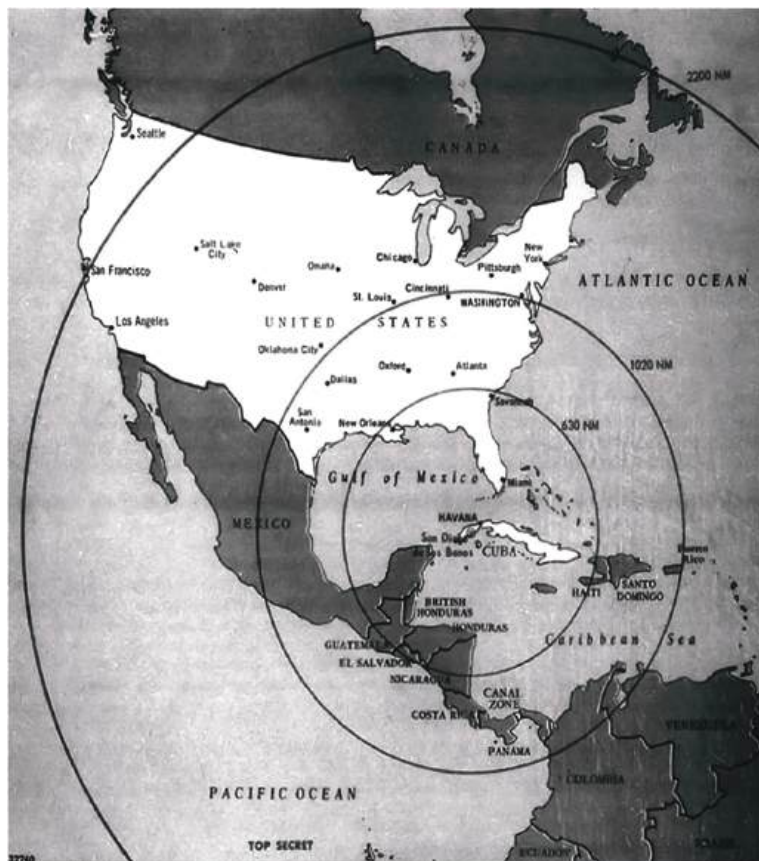 2200 NM
Seattle
CANADA
Salt Lake
City
Omaha
Chicago
New
York
Pittsburgh
San Francisco
Denver
Cincinnati
St. Louis
WASHINGTON
ATLANTIC OCEAN
Los Angeles
UNITED STATES
Oklahoma City
Oxford
Atlanta
1020 NM
Dallas
Savannah
San
Antonio
New Orleans
630 NM
Gulf of Mexico
Miami
MEXICO
HAVANA
San Diego
de los Banos
CUBA
Puerto
Rico
HAITI
SANTO
DOMINGO
BRITISH
HONDURAS
HONDURAS
Caribbean Sea
GUATEMALA
EL SALVADOR
NICARAGUA
CANAL
ZONE
COSTA RICA
VENEZUELA
PANAMA
COLOMBIA
PACIFIC OCEAN
TOP SECRET
ECUADOR